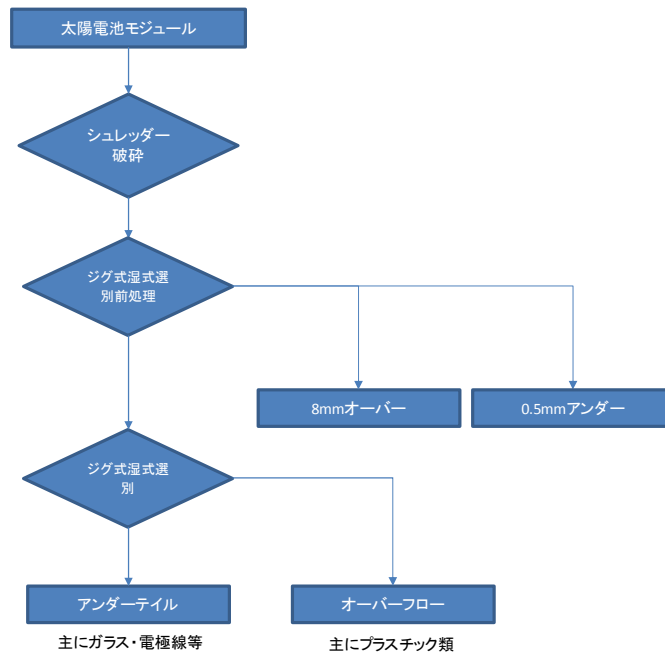 太陽電池モジュール
シュレッダー
破砕
ジグ式湿式選
別前処理
8mmオーバー
0.5mmアンダー
ジグ式湿式選
別
アンダーテイル
オーバーフロー
主にガラス・電極線等
主にプラスチック類